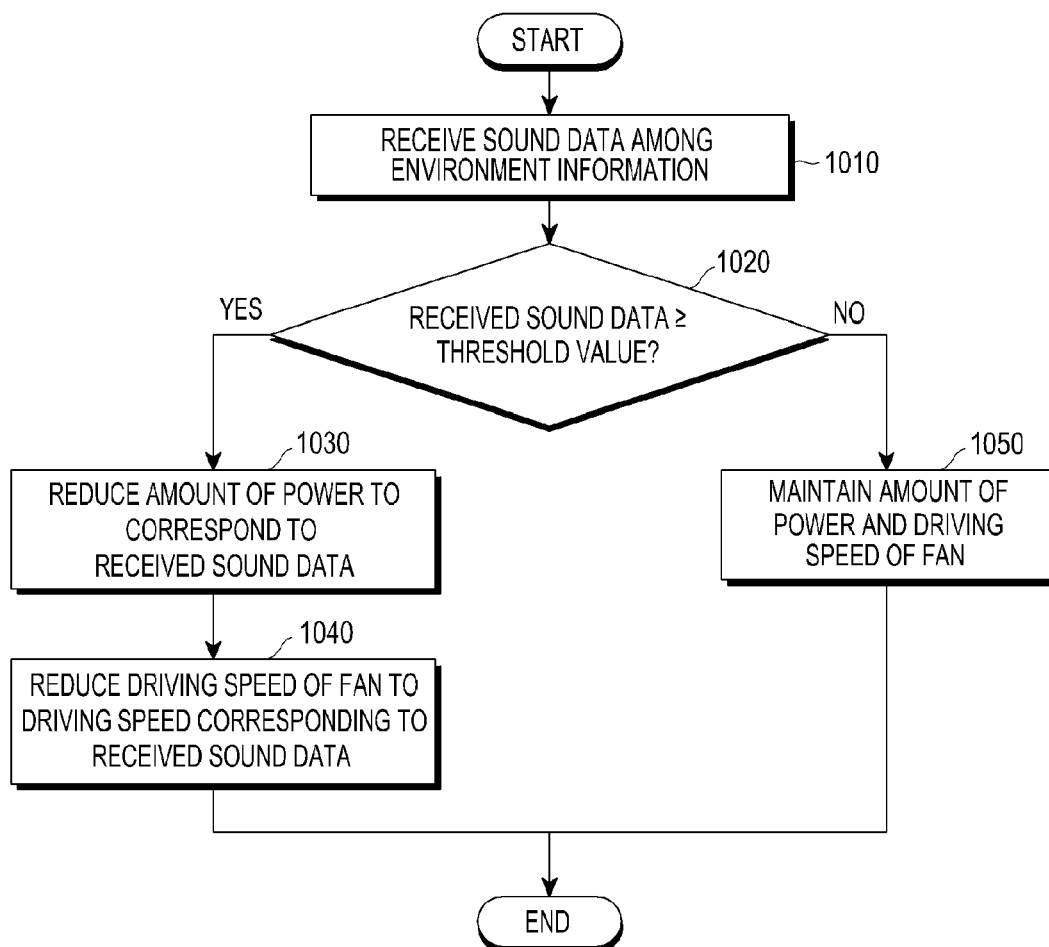 START
RECEIVE SOUND DATA AMONG
ENVIRONMENT INFORMATION
1010
1020
YES
RECEIVED SOUND DATA ≥
THRESHOLD VALUE?
NO
1030
REDUCE AMOUNT OF POWER TO
CORRESPOND TO
RECEIVED SOUND DATA
1050
MAINTAIN AMOUNT OF
POWER AND DRIVING
SPEED OF FAN
1040
REDUCE DRIVING SPEED OF FAN TO
DRIVING SPEED CORRESPONDING TO
RECEIVED SOUND DATA
END